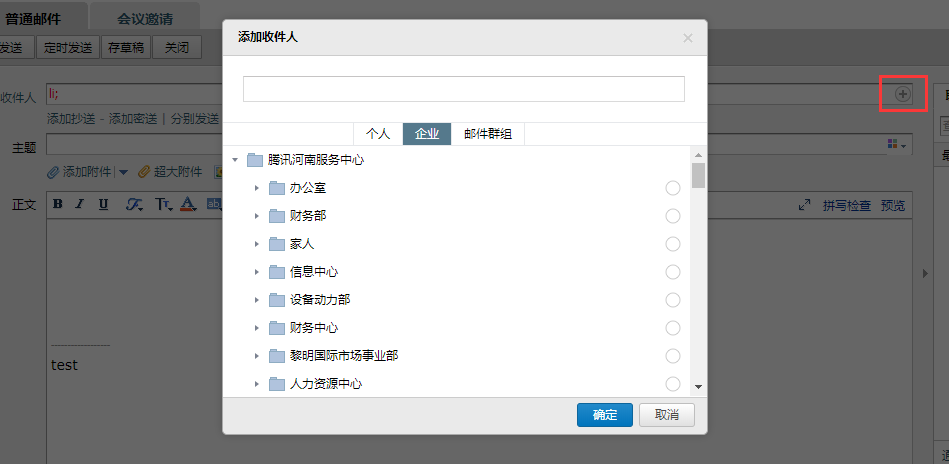 普通邮件 会议邀请
发送 定时发送 存草稿 关闭
添加收件人
收件人 li;
添加抄送 - 添加密送 | 分别发送
个人 企业 邮件群组
主题
腾讯河南服务中心
添加附件 | 超大附件
办公室
正文 B I U 拼写检查 预览
财务部
家人
信息中心
设备动力部
财务中心
黎明国际市场事业部
test
人力资源中心
确定 取消